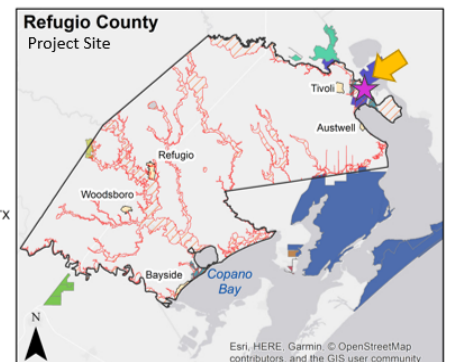 Refugio County
Project Site
Tivoli
Austwell
Refugio
Woodsboro
TX
Bayside
Copano
Bay
N
Esri, HERE, Garmin, © OpenStreetMap
contributors, and the GIS user community